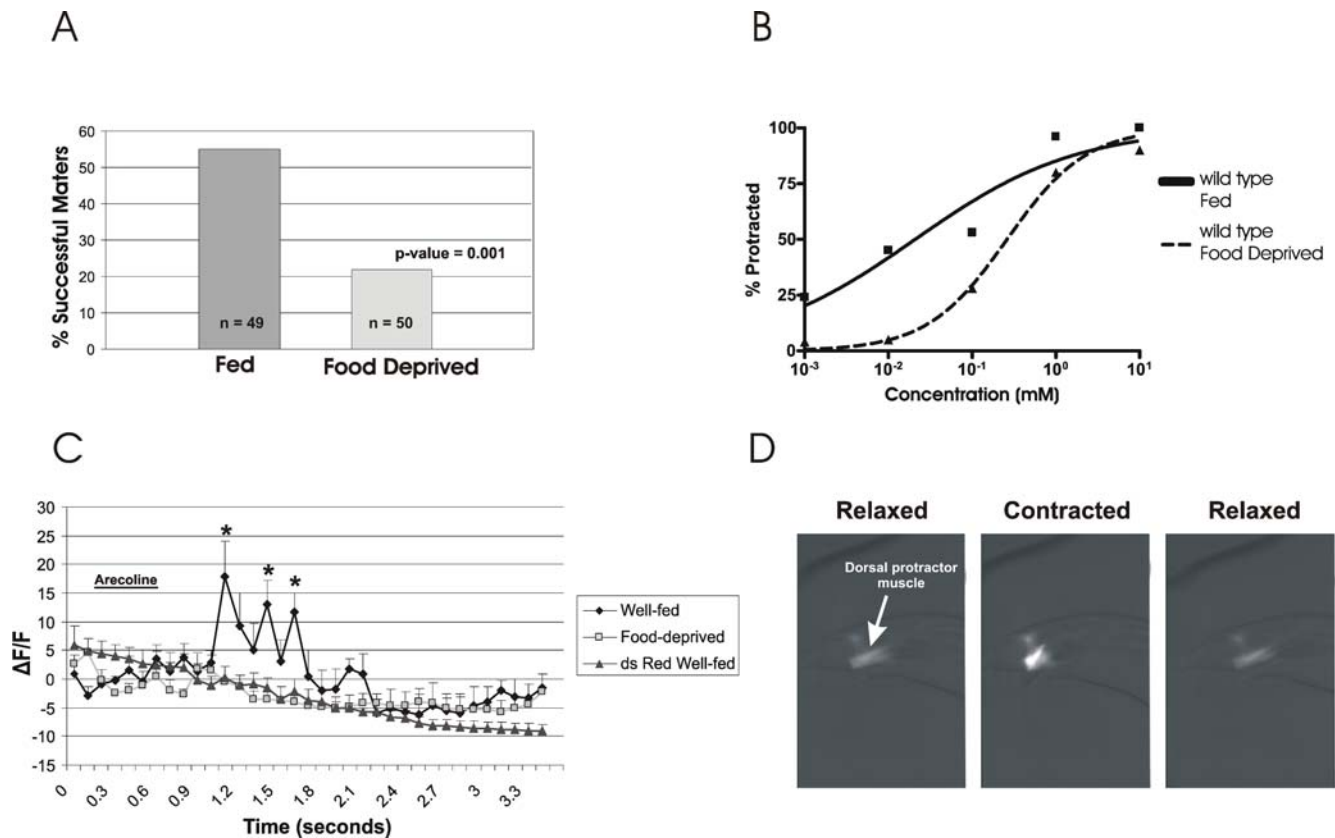 A
60
50
40
30
20
10
0
% Successful Maters
p-value = 0.001
n = 49
n = 50
Fed
Food Deprived
B
100
75
50
25
0
% Protracted
10-3
10-2
10-1
100
101
Concentration (mM)
wild type
Fed
wild type
Food Deprived
C
30
25
20
15
10
5
0
-5
-10
-15
ΔF/F
Arecoline
*
*
*
0
0.3
0.6
0.9
1.2
1.5
1.8
2.1
2.4
2.7
3
3.3
Time (seconds)
Well-fed
Food-deprived
ds Red Well-fed
D
Relaxed
Contracted
Relaxed
Dorsal protractor
muscle